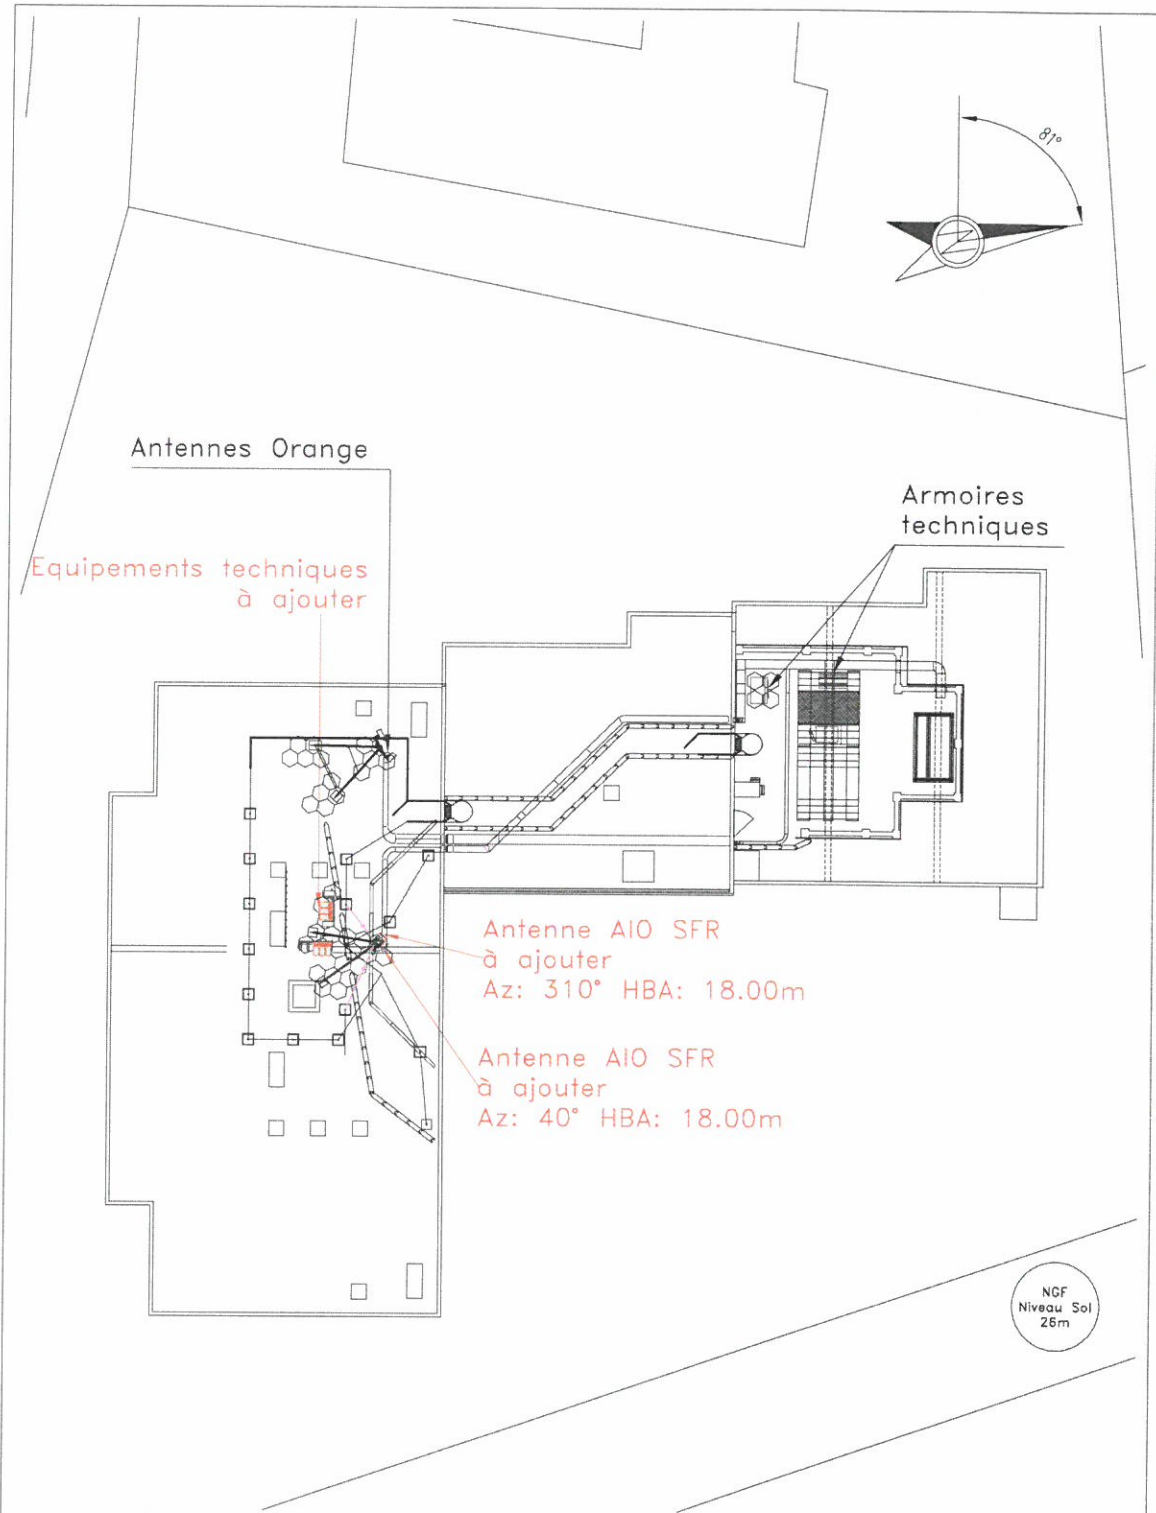 81°
Antennes Orange
Armoires
techniques
Equipements techniques
à ajouter
Antenne AIO SFR
à ajouter
Az: 310° HBA: 18.00m
Antenne AIO SFR
à ajouter
Az: 40° HBA: 18.00m
NGF
Niveau Sol
26m